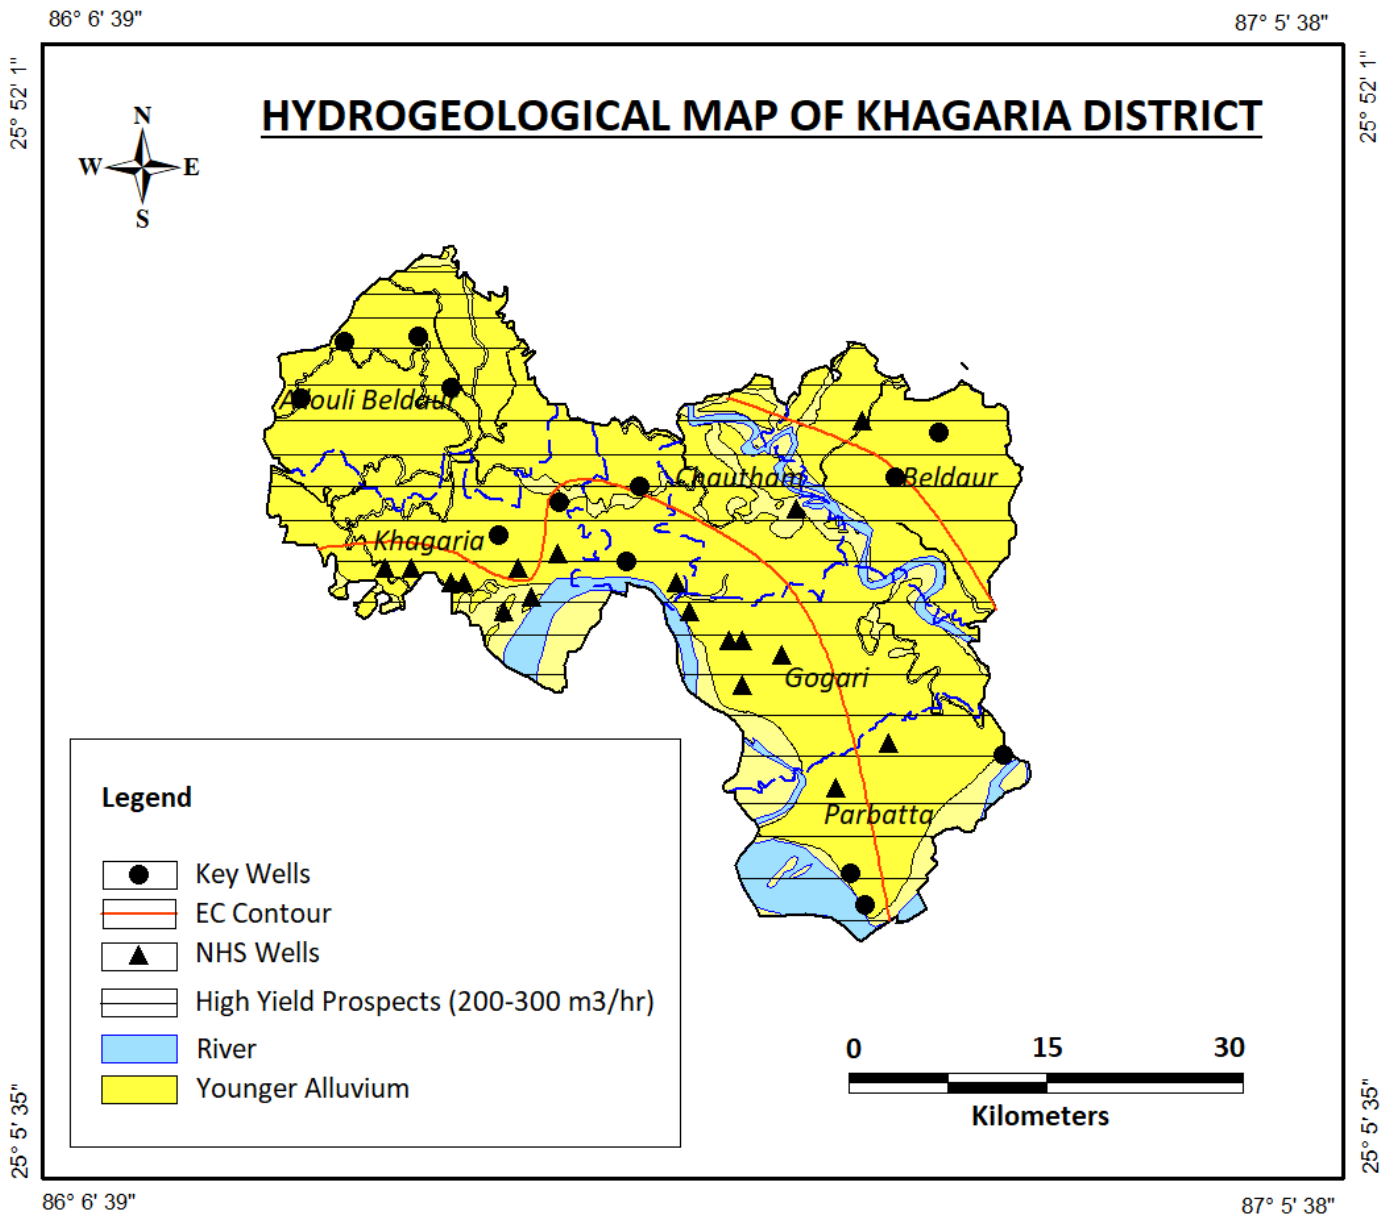 86° 6' 39"
87° 5' 38"
25° 52' 1"
25° 52' 1"
HYDROGEOLOGICAL MAP OF KHAGARIA DISTRICT
N
W E
S
Allouli Beldaur
Chautham
Beldaur
Khagaria
Gogari
Parbatta
Legend
Key Wells
EC Contour
NHS Wells
High Yield Prospects (200-300 m3/hr)
River
Younger Alluvium
0 15 30
Kilometers
25° 5' 35"
25° 5' 35"
86° 6' 39"
87° 5' 38"